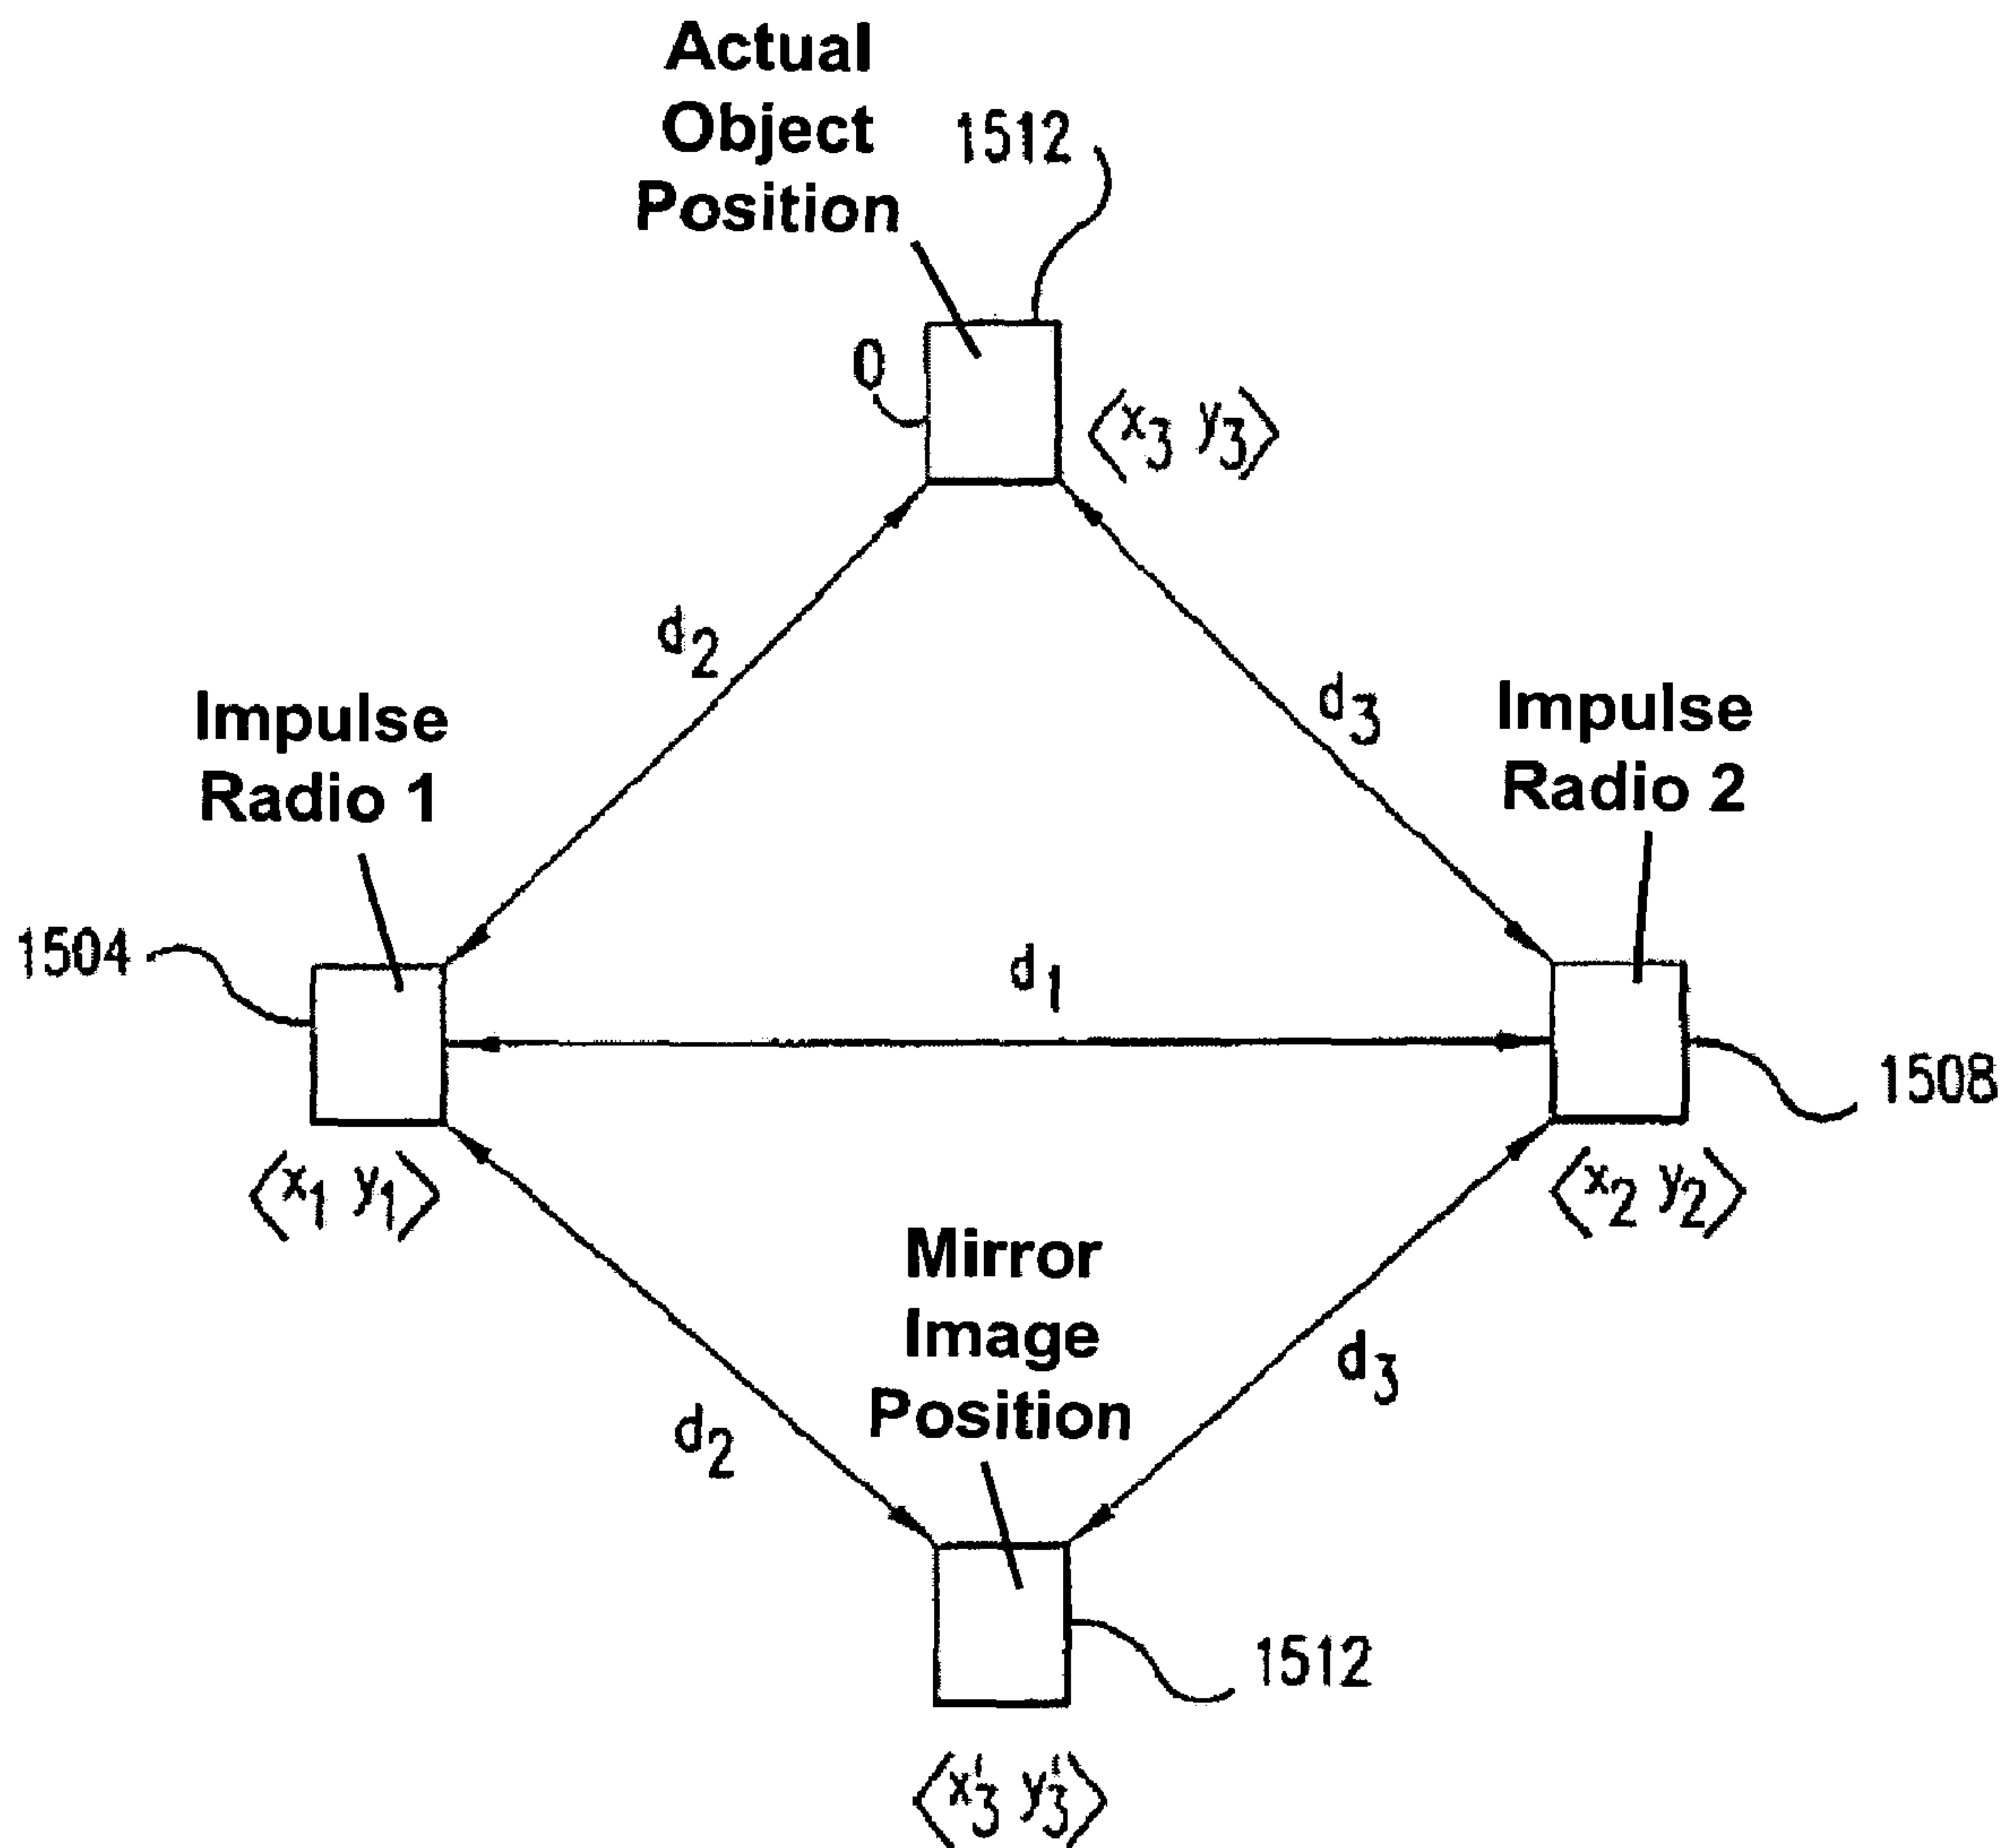 Actual
Object
Position
1512
O
⟨x3 y3⟩
d2
d3
Impulse
Radio 1
Impulse
Radio 2
1504
d1
1508
⟨x1 y1⟩
⟨x2 y2⟩
Mirror
Image
Position
d2
d3
1512
⟨x'3 y'3⟩